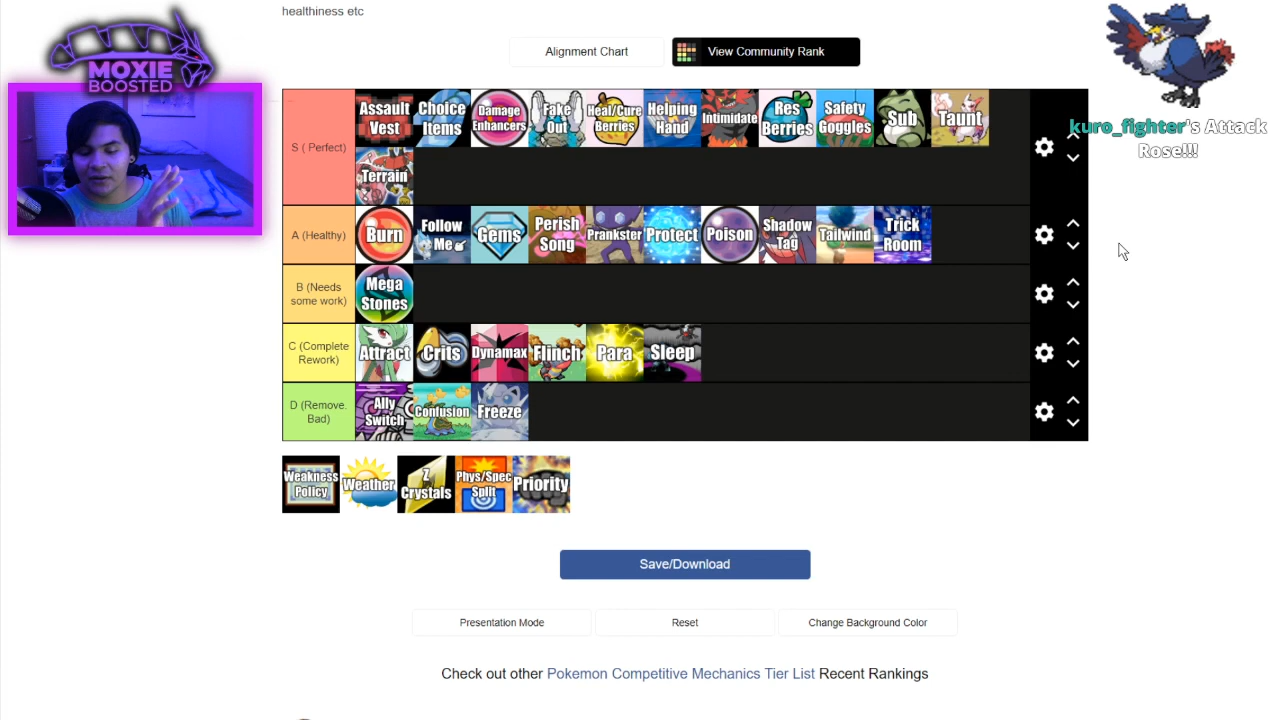 healthiness etc
MOXIE
BOOSTED
Alignment Chart
View Community Rank
kuro_fighter's Attack
Rose!!!
S ( Perfect)
Assault
Vest
Choice
Items
Damage
Enhancers
Fake
Out
Heal/Cure
Berries
Helping
Hand
Intimidate
Res
Berries
Safety
Goggles
Sub
Taunt
Terrain
A (Healthy)
Burn
Follow
Me
Gems
Perish
Song
Prankster
Protect
Poison
Shadow
Tag
Tailwind
Trick
Room
B (Needs
some work)
Mega
Stones
C (Complete
Rework)
Attract
Crits
Dynamax
Flinch
Para
Sleep
D (Remove.
Bad)
Ally
Switch
Confusion
Freeze
Weakness
Policy
Weather
Z
Crystals
Phys/Spec
Split
Priority
Save/Download
Presentation Mode
Reset
Change Background Color
Check out other Pokemon Competitive Mechanics Tier List Recent Rankings